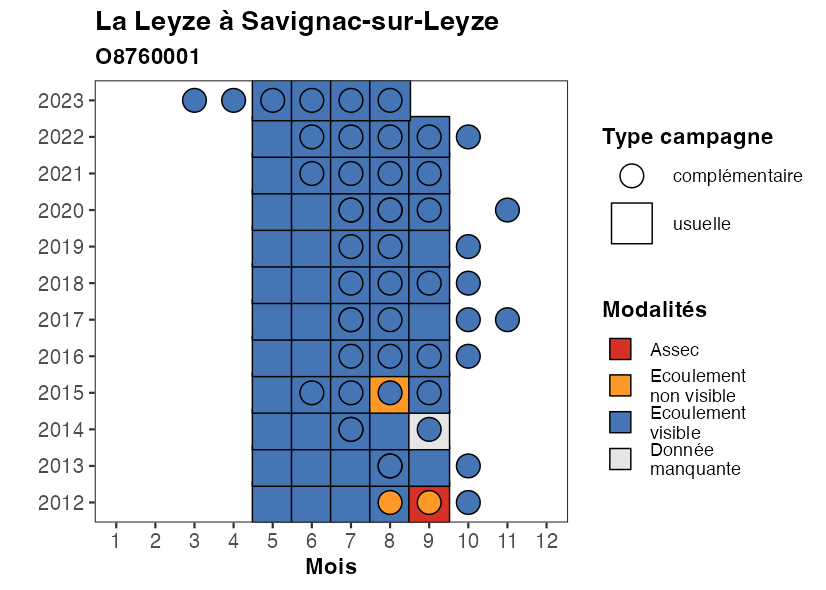 La Leyze à Savignac-sur-Leyze
O8760001
2023
2022
2021
2020
2019
2018
2017
2016
2015
2014
2013
2012
1 2 3 4 5 6 7 8 9 10 11 12
Mois
Type campagne
complémentaire
usuelle
Modalités
Assec
Ecoulement
non visible
Ecoulement
visible
Donnée
manquante